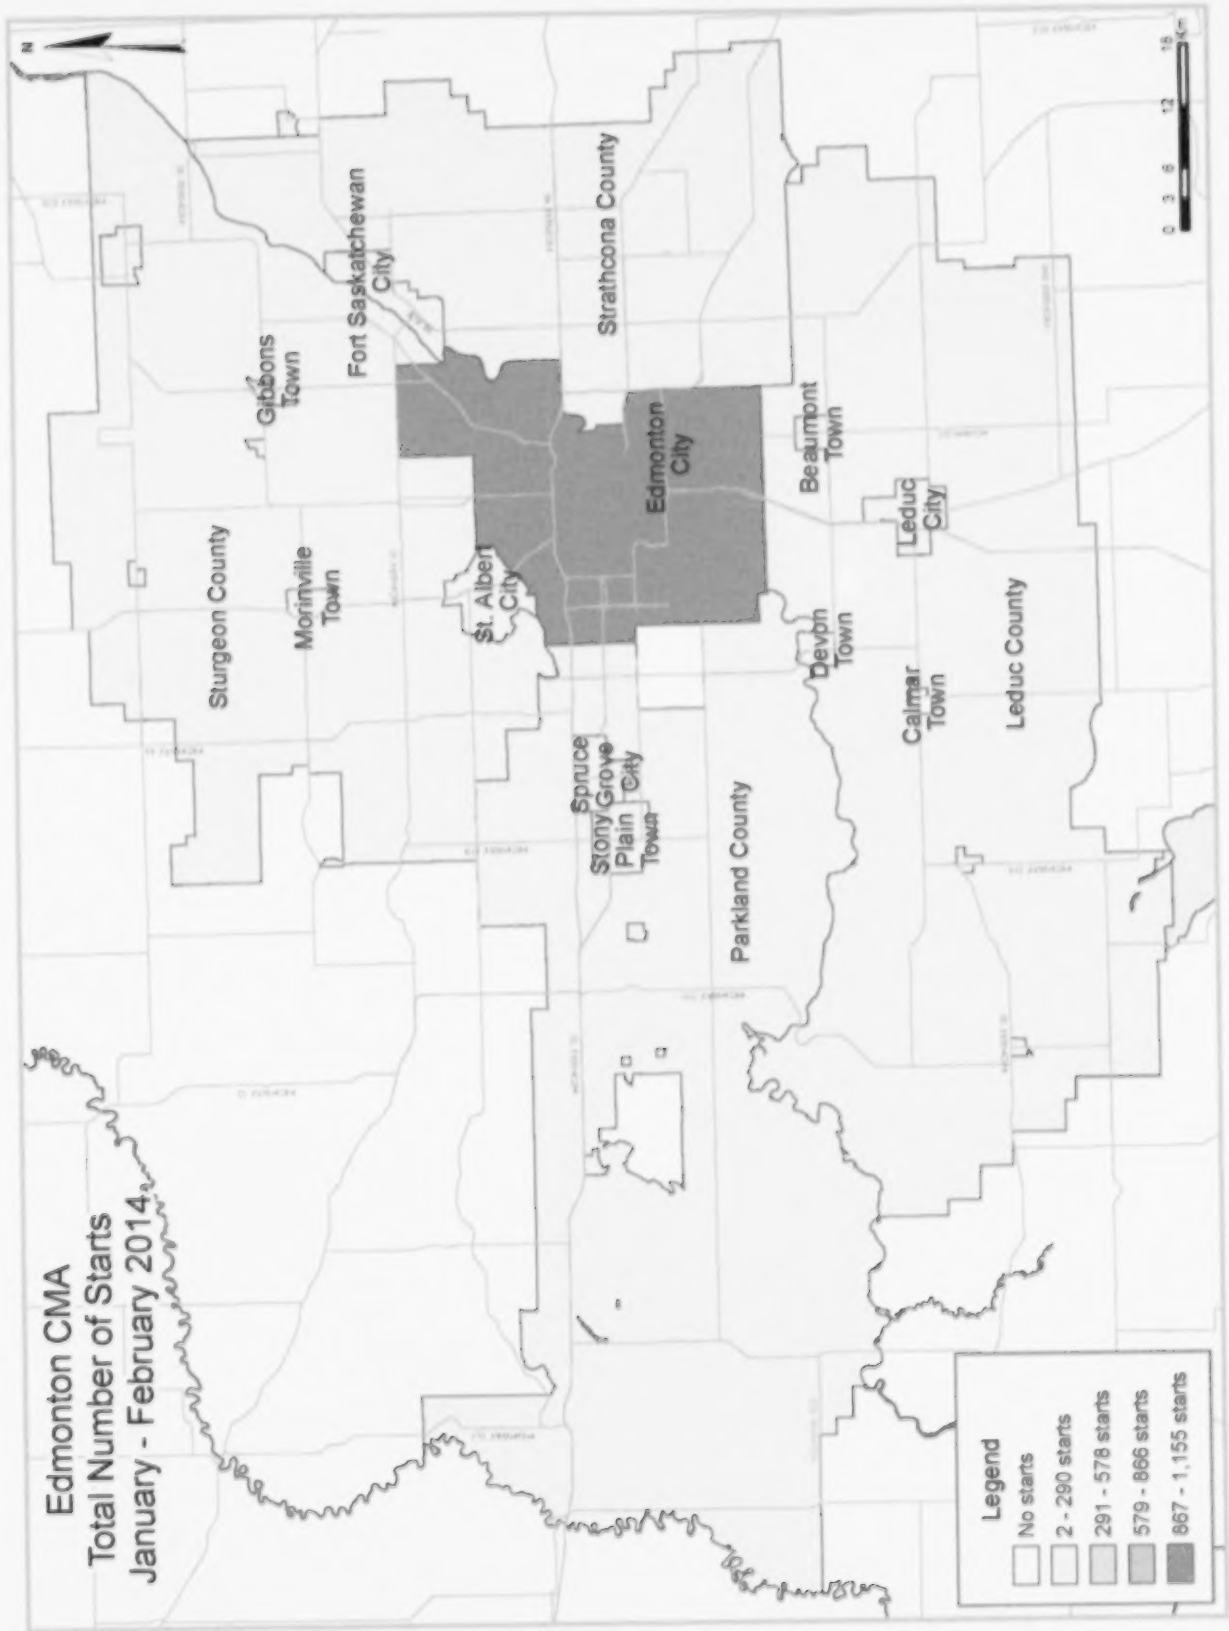 Edmonton CMA
Total Number of Starts
January - February 2014
N
Sturgeon County
Gibbons
Town
Morinville
Town
Fort Saskatchewan
City
St. Albert
City
Edmonton
City
Strathcona County
Spruce
Grove
City
Stony
Plain
Town
Parkland County
Beaumont
Town
Devon
Town
Leduc
City
Calmar
Town
Leduc County
Legend
No starts
2 - 290 starts
291 - 578 starts
579 - 866 starts
867 - 1,155 starts
0 3 6 12 18
Km